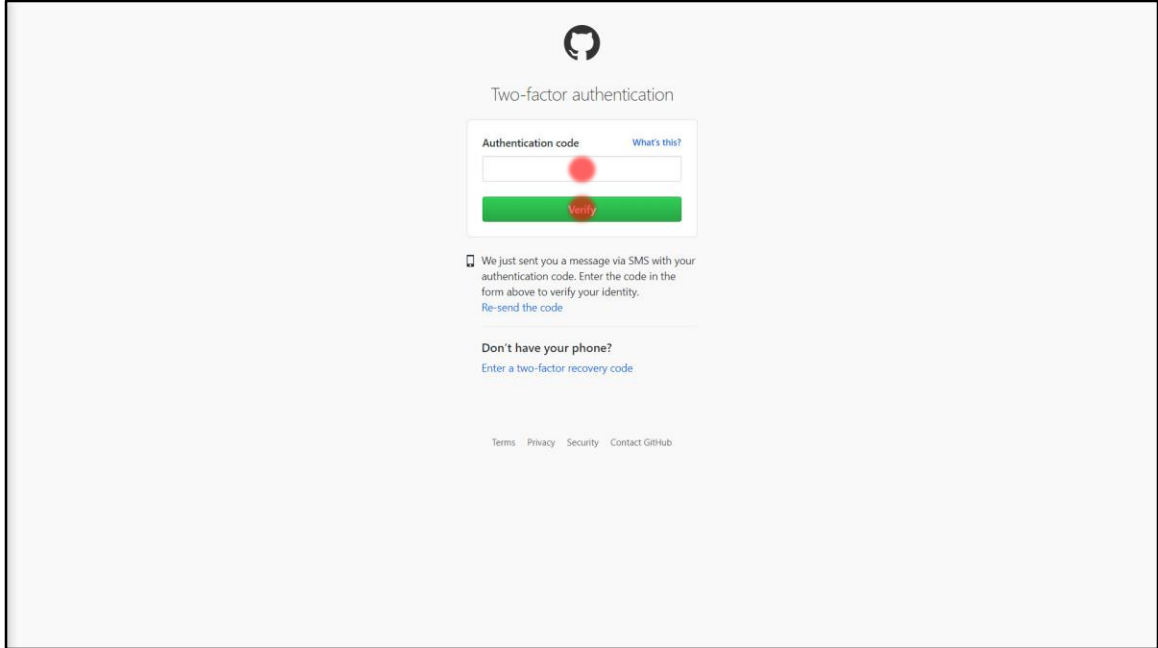 Two-factor authentication
Authentication code What's this?
Verify
We just sent you a message via SMS with your
authentication code. Enter the code in the
form above to verify your identity.
Re-send the code
Don't have your phone?
Enter a two-factor recovery code
Terms Privacy Security Contact GitHub